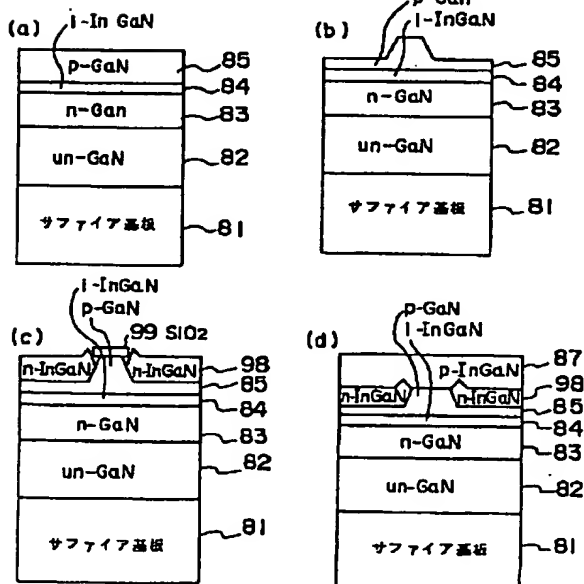 (a)
i-In GaN
p-GaN 85
84
n-Gan 83
un-GaN 82
サファイア基板 81
(b)
p-GaN
i-InGaN
85
84
n-GaN 83
un-GaN 82
サファイア基板 81
(c)
i-InGaN
p-GaN
99 SiO2
n-InGaN n-InGaN 98
85
84
n-GaN 83
un-GaN 82
サファイア基板 81
(d)
p-GaN
i-InGaN
p-InGaN 87
n-InGaN n-InGaN 98
85
84
n-GaN 83
un-GaN 82
サファイア基板 81